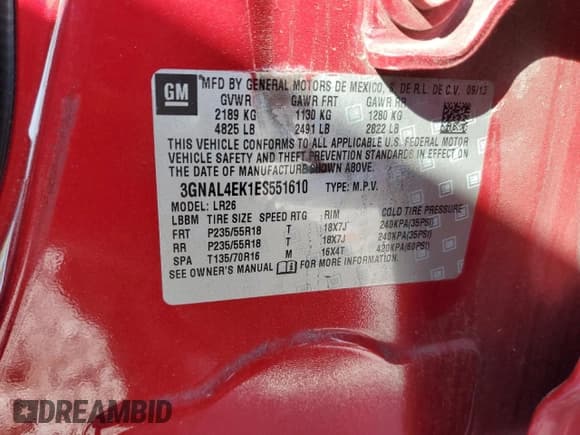 GM MFD BY GENERAL MOTORS DE MEXICO, S. DE R.L. DE C.V. 09/13
GVWR GAWR FRT GAWR RR
2189 KG 1130 KG 1280 KG
4825 LB 2491 LB 2822 LB
THIS VEHICLE CONFORMS TO ALL APPLICABLE U.S. FEDERAL MOTOR
VEHICLE SAFETY AND THEFT PREVENTION STANDARDS IN EFFECT ON
THE DATE OF MANUFACTURE SHOWN ABOVE.
3GNAL4EK1ES551610 TYPE: M.P.V.
MODEL: LR26
LBBM TIRE SIZE SPEED RTG RIM COLD TIRE PRESSURE
FRT P235/55R18 T 18X7J 240KPA(35PSI)
RR P235/55R18 T 18X7J 240KPA(35PSI)
SPA T135/70R16 M 16X4T 420KPA(60PSI)
SEE OWNER'S MANUAL FOR MORE INFORMATION.
DREAMBID